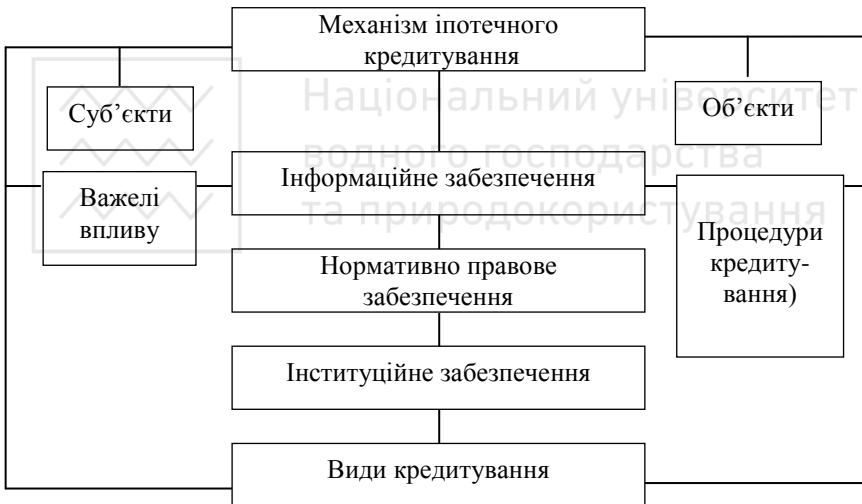 Механізм іпотечного
кредитування
Суб’єкти
Національний університет
Об’єкти
водного господарства
Інформаційне забезпечення
Важелі
впливу
та природокористування
Процедури
кредиту-
вання)
Нормативно правове
забезпечення
Інституційне забезпечення
Види кредитування